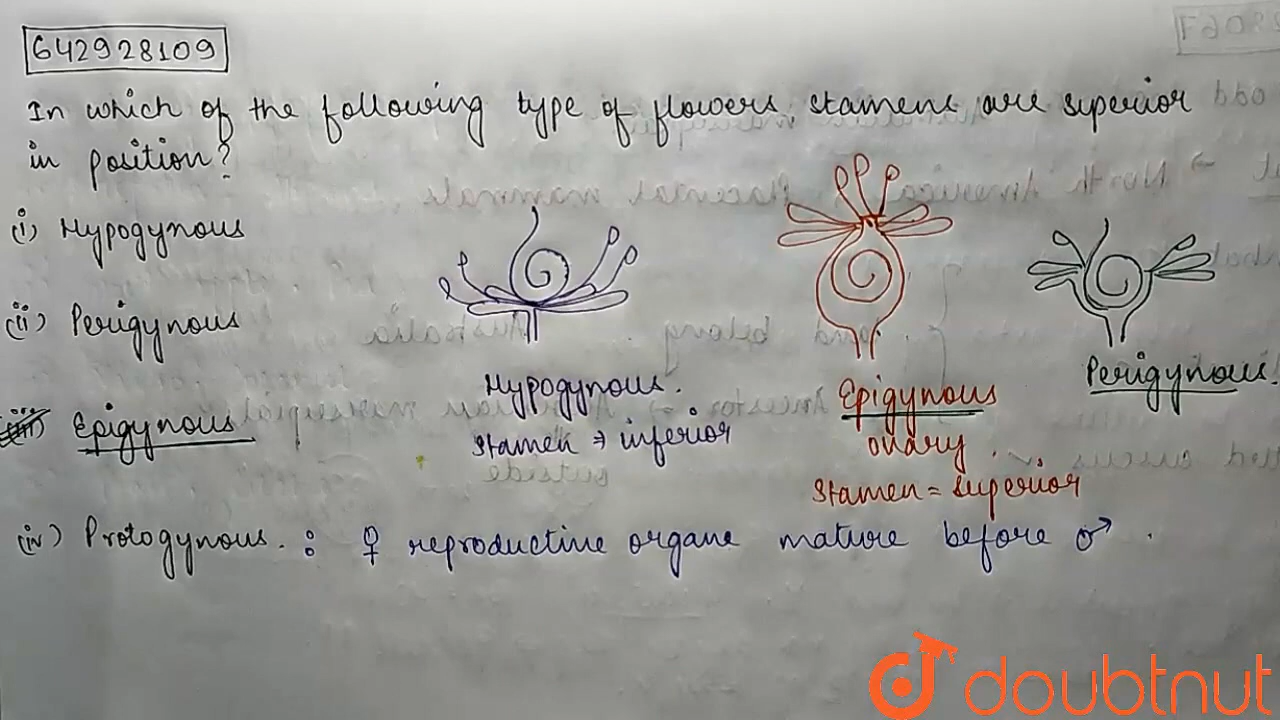 642928109
In which of the following type of flowers, stamens are superior
in position?
(i) Hypogynous
(ii) Perigynous
(iii) Epigynous
Hypogynous.
stamen → inferior
Epigynous
ovary
stamen = superior
Perigynous.
(iv) Protogynous. : ♀ reproductive organs mature before ♂.
doubtnut